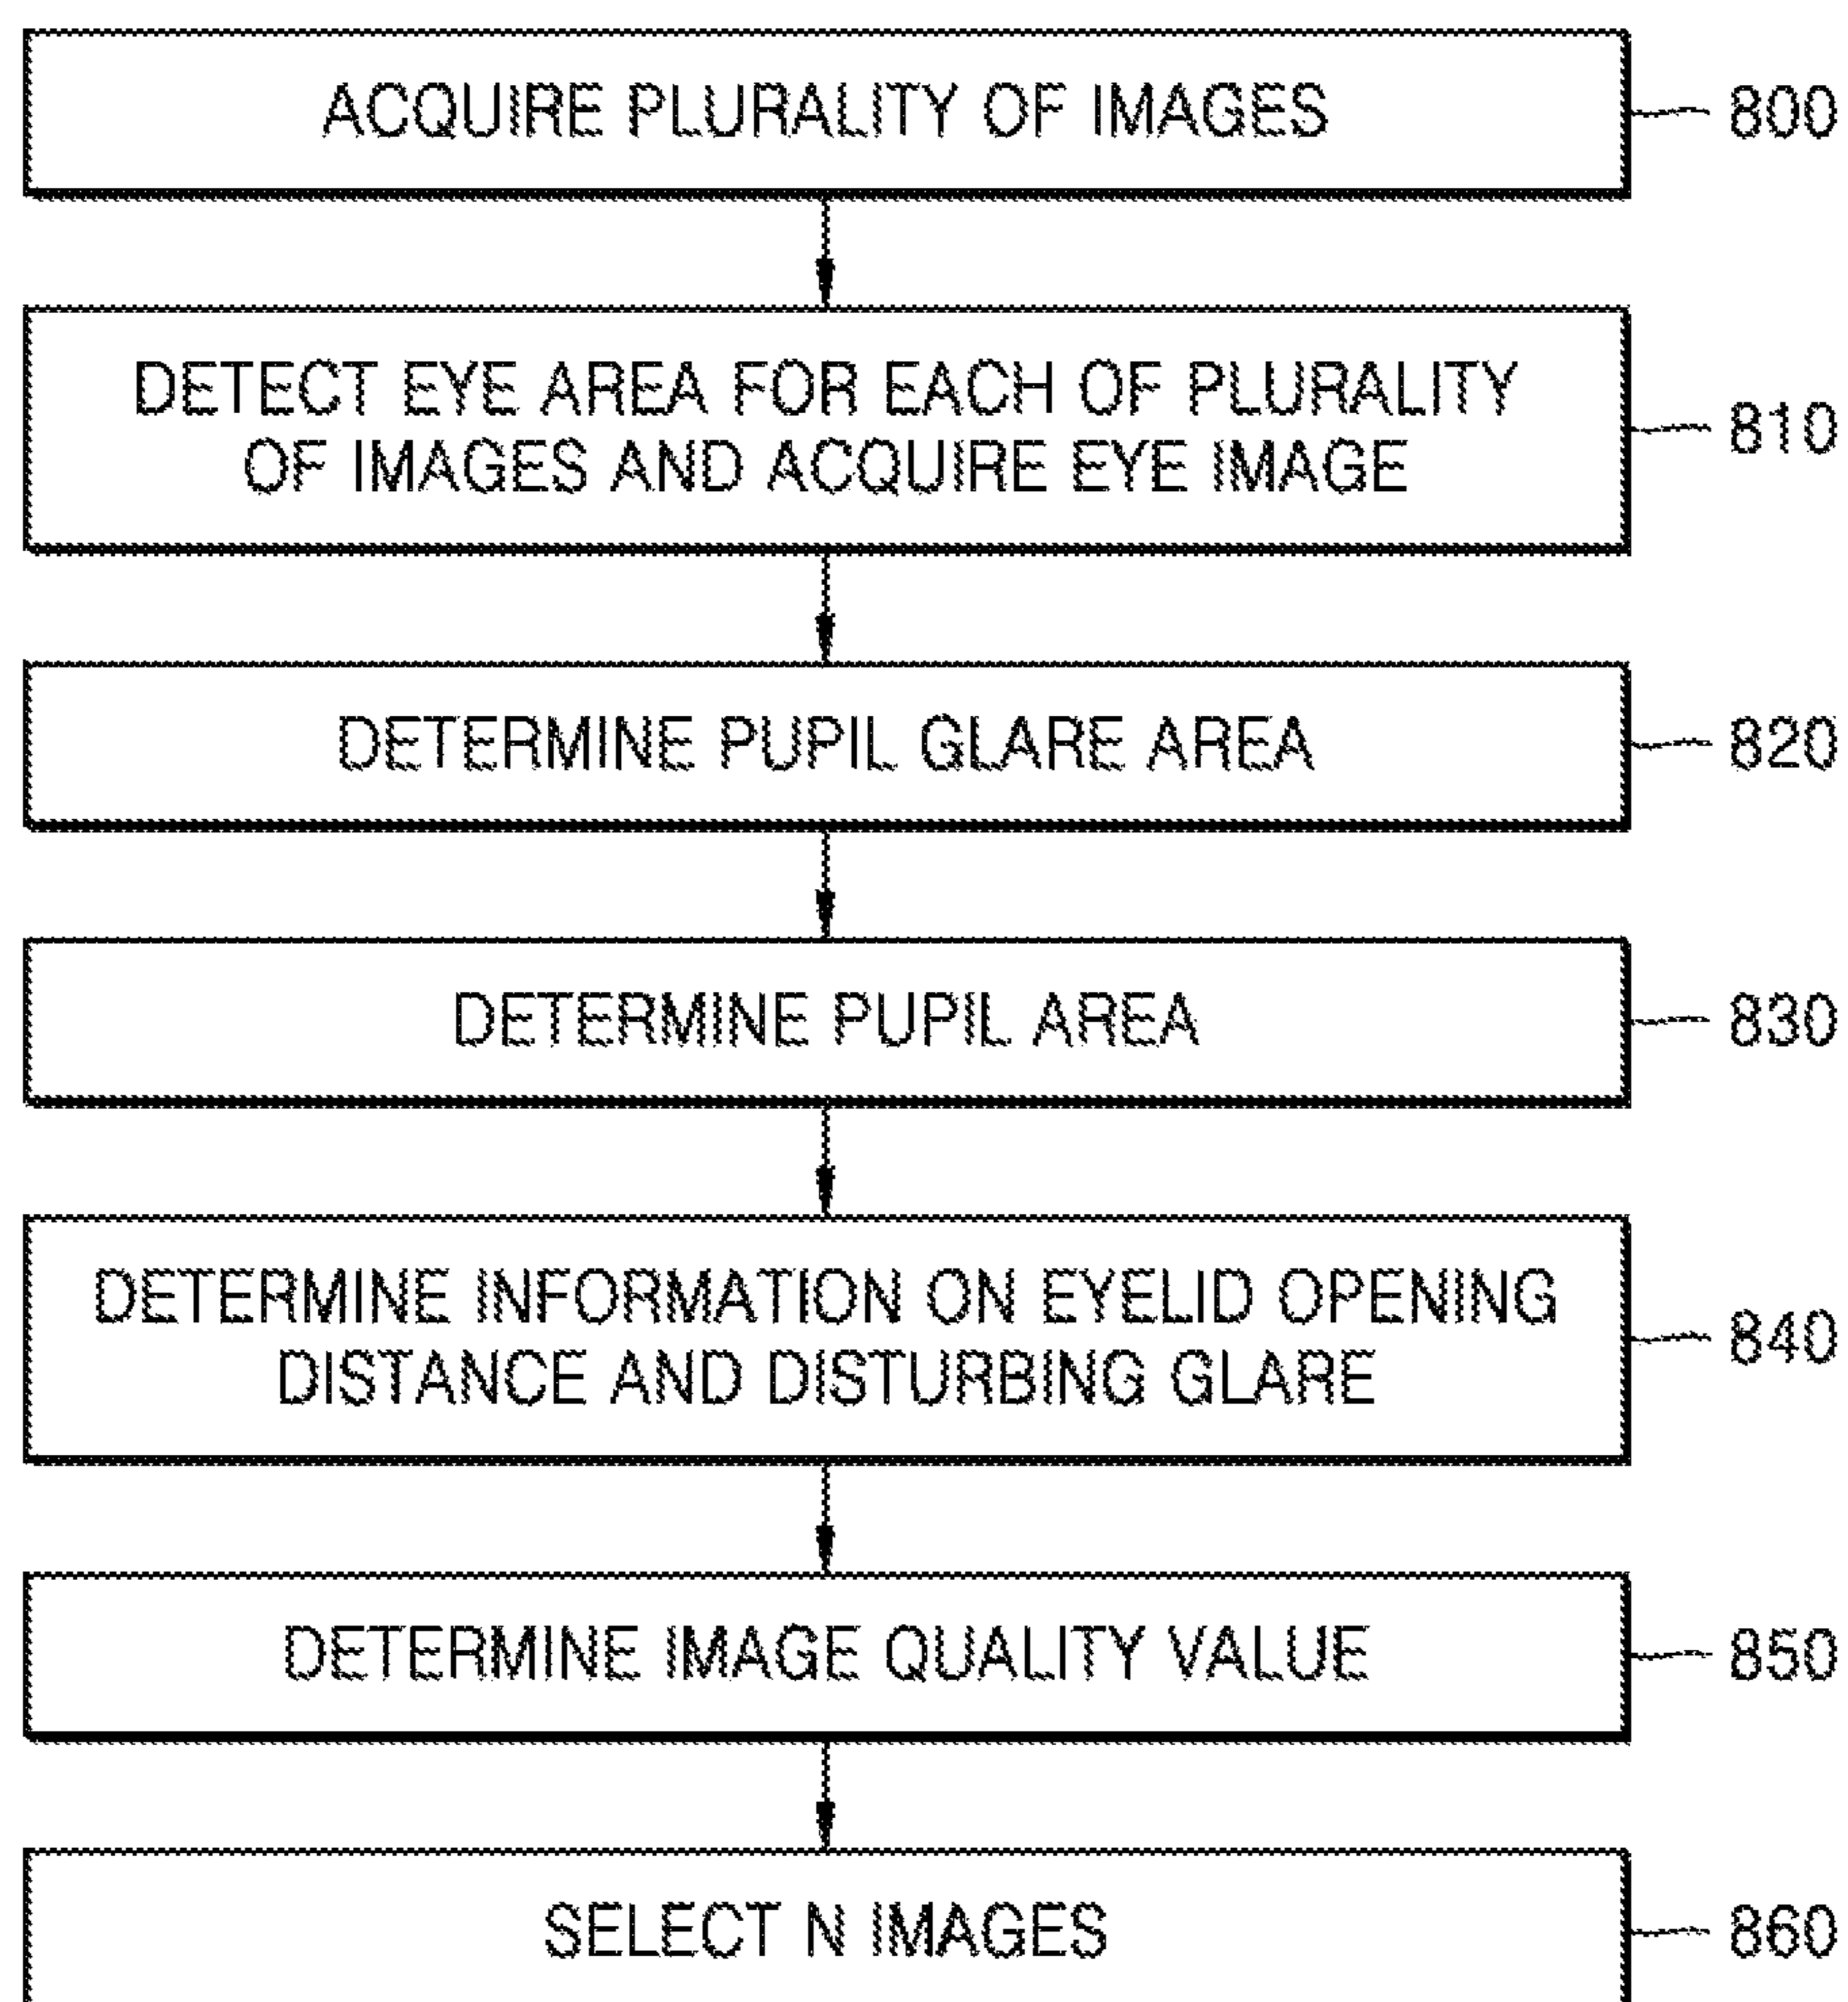 ACQUIRE PLURALITY OF IMAGES
800
DETECT EYE AREA FOR EACH OF PLURALITY
OF IMAGES AND ACQUIRE EYE IMAGE
810
DETERMINE PUPIL GLARE AREA
820
DETERMINE PUPIL AREA
830
DETERMINE INFORMATION ON EYELID OPENING
DISTANCE AND DISTURBING GLARE
840
DETERMINE IMAGE QUALITY VALUE
850
SELECT N IMAGES
860